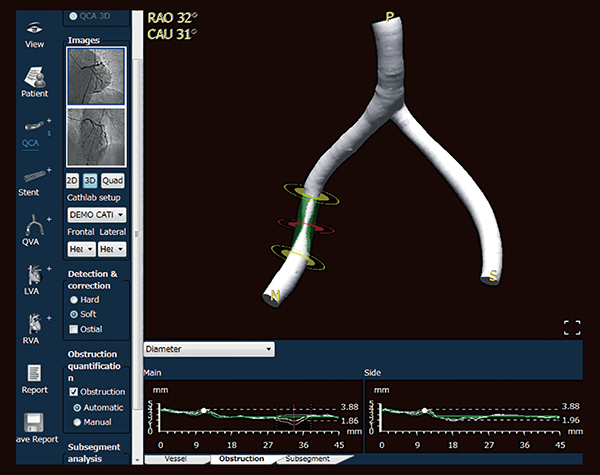 QCA 3D
View
Images
Patient
QCA
1
Stent
2D
3D
Quad
Cathlab setup
DEMO CATI
Frontal Lateral
Hea
Hea
QVA
LVA
RVA
Report
ave Report
Detection &
correction
Hard
Soft
Ostial
Obstruction
quantificatio
n
Obstruction
Automatic
Manual
Subsegment
analysis
RAO 32°
CAU 31°
P
M
S
Diameter
Main
mm
3.88
1.96
mm
0 9 18 27 36 45
Side
mm
3.88
1.86
mm
0 9 18 27 36 45
Vessel
Obstruction
Subsegment